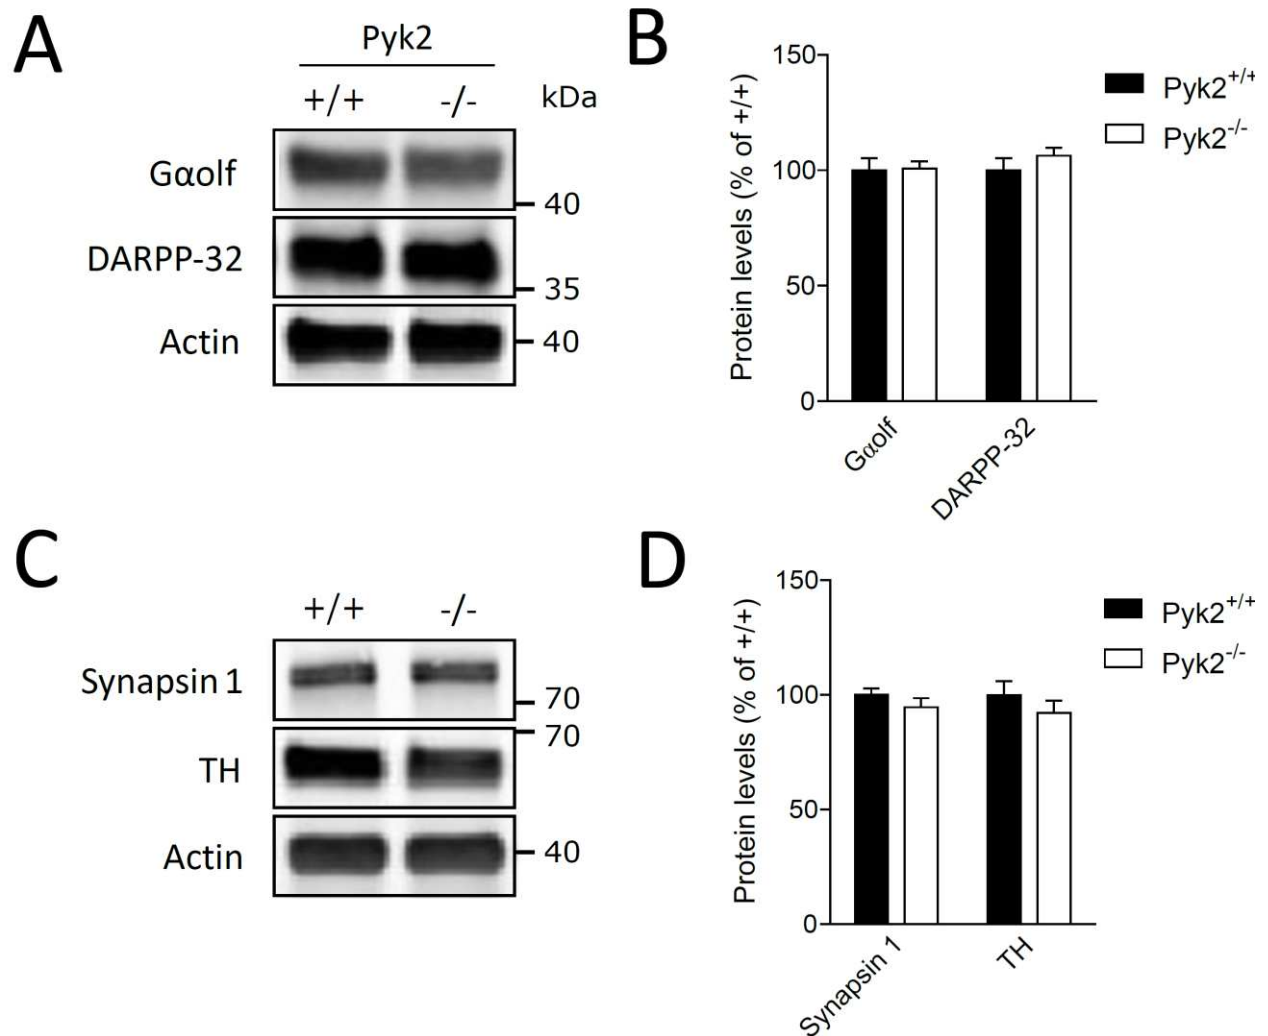 A
Pyk2
+/+ -/- kDa
Gαolf
40
DARPP-32
35
Actin
40
B
Protein levels (% of +/+)
150
100
50
0
Gαolf
DARPP-32
Pyk2+/+
Pyk2-/-
C
+/+ -/-
Synapsin 1
70
70
TH
Actin
40
D
Protein levels (% of +/+)
150
100
50
0
Synapsin 1
TH
Pyk2+/+
Pyk2-/-